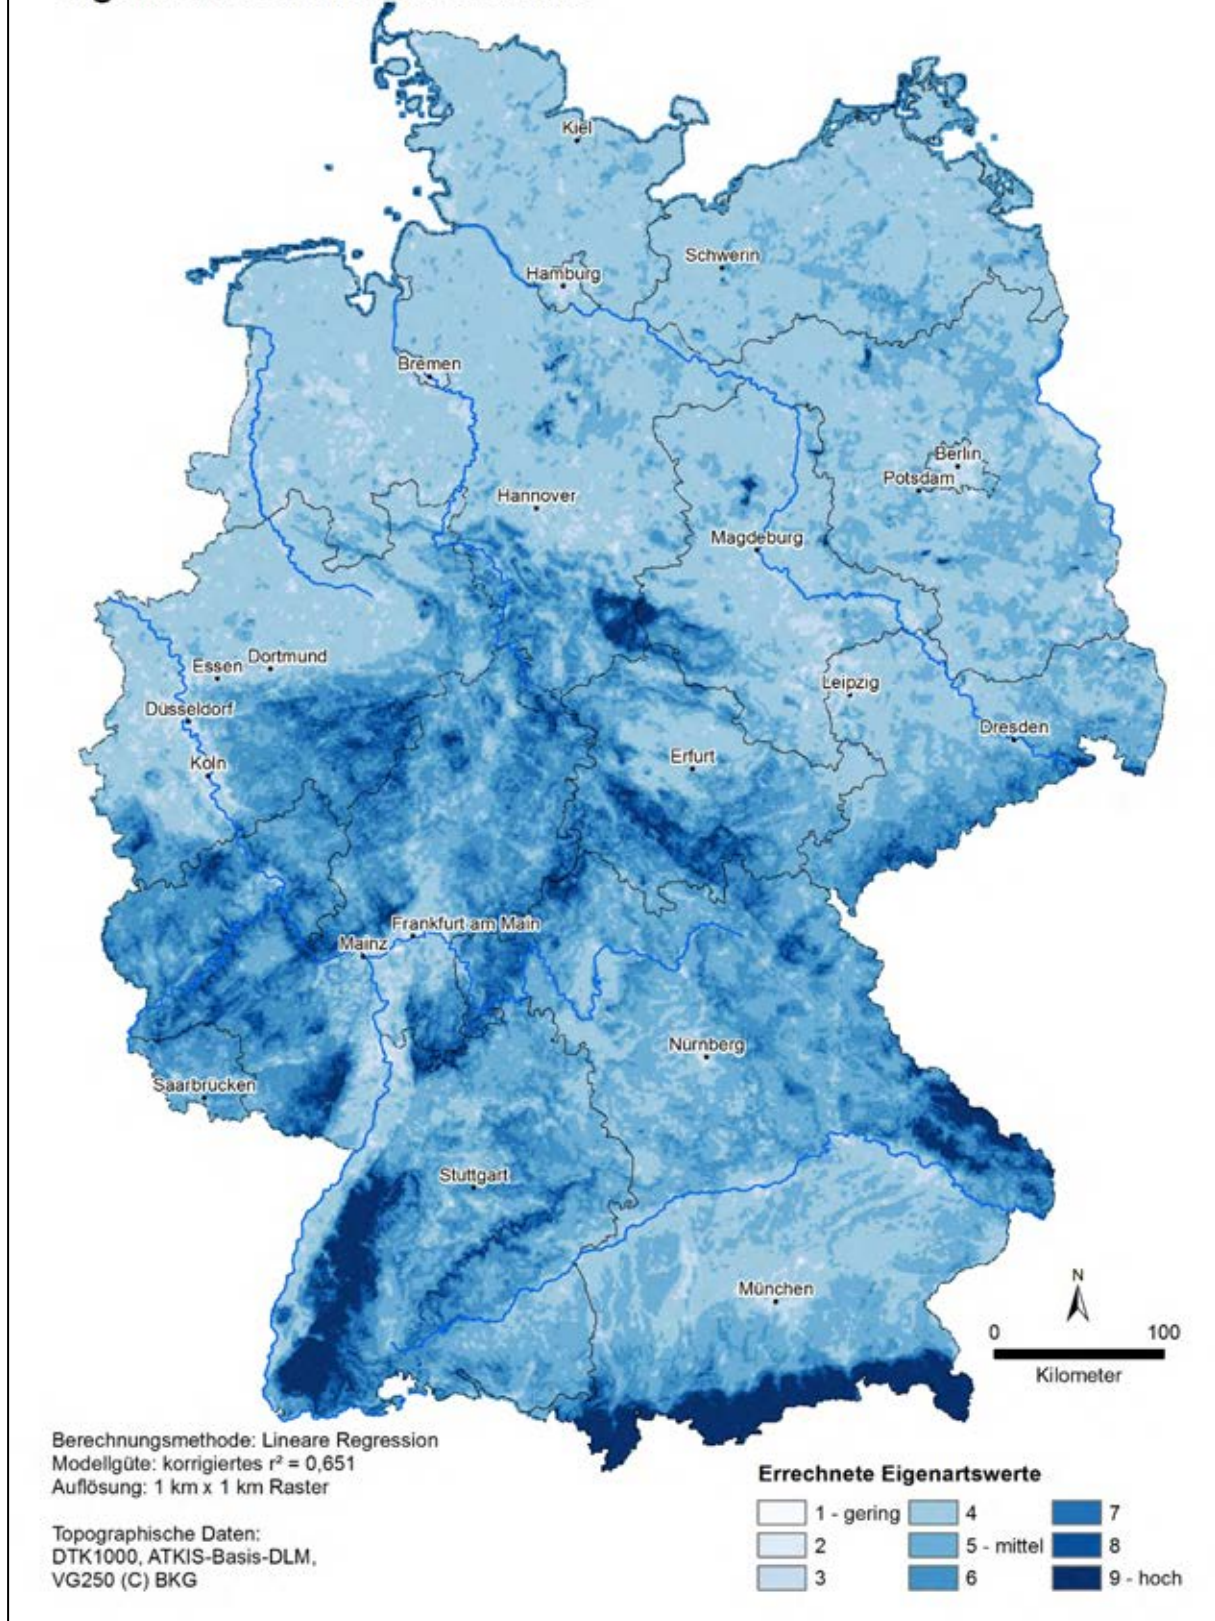 Kiel
Schwerin
Hamburg
Bremen
Berlin
Potsdam
Hannover
Magdeburg
Essen
Dortmund
Leipzig
Düsseldorf
Dresden
Köln
Erfurt
Frankfurt am Main
Mainz
Nürnberg
Saarbrücken
Stuttgart
München
N
0 100
Kilometer
Berechnungsmethode: Lineare Regression
Modellgüte: korrigiertes r² = 0,651
Auflösung: 1 km x 1 km Raster
Topographische Daten:
DTK1000, ATKIS-Basis-DLM,
VG250 (C) BKG
Errechnete Eigenartswerte
1 - gering 4 7
2 5 - mittel 8
3 6 9 - hoch